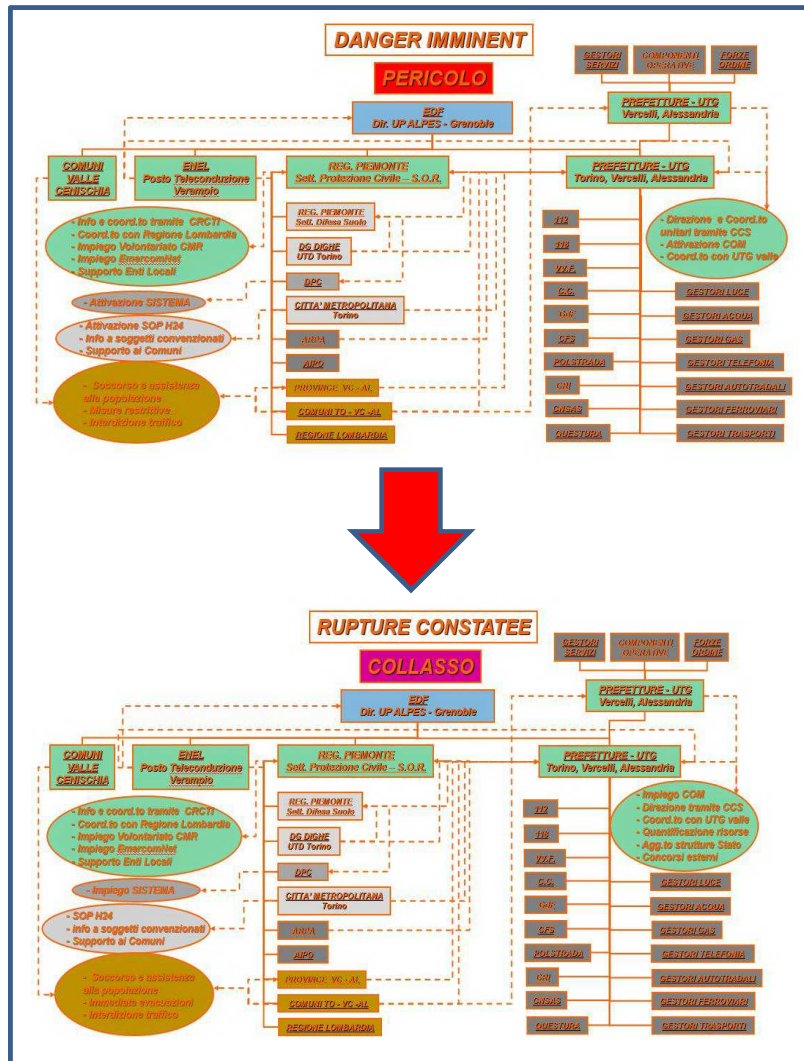 DANGER IMMINENT
PERICOLO
GESTORI
SERVIZI
COMPONENTI
OPERATIVE
FORZE
ORDINE
PREFETTURE - UTG
Vercelli, Alessandria
EDF
Dir. UP ALPES - Grenoble
COMUNI
VALLE
CENISCHIA
ENEL
Posto Teleconduzione
Verampio
REG. PIEMONTE
Sett. Protezione Civile – S.O.R.
PREFETTURE - UTG
Torino, Vercelli, Alessandria
- Info e coord.to tramite CRCTI
- Coord.to con Regione Lombardia
- Impiego Volontariato CMR
- Impiego EmercomNet
- Supporto Enti Locali
- Attivazione SISTEMA
- Attivazione SOP H24
- Info a soggetti convenzionati
- Supporto ai Comuni
- Soccorso e assistenza
alla popolazione
- Misure restrittive
- Interdizione traffico
REG. PIEMONTE
Sett. Difesa Suolo
DG DIGHE
UTD Torino
DPC
CITTA' METROPOLITANA
Torino
ARPA
AIPO
PROVINCE VC - AL
COMUNI TO - VC -AL
REGIONE LOMBARDIA
112
118
VV.F.
C.C.
GdF
CFS
POLSTRADA
CRI
CNSAS
QUESTURA
- Direzione e Coord.to
unitari tramite CCS
- Attivazione COM
- Coord.to con UTG valle
GESTORI LUCE
GESTORI ACQUA
GESTORI GAS
GESTORI TELEFONIA
GESTORI AUTOTRADALI
GESTORI FERROVIARI
GESTORI TRASPORTI
RUPTURE CONSTATEE
COLLASSO
GESTORI
SERVIZI
COMPONENTI
OPERATIVE
FORZE
ORDINE
PREFETTURE - UTG
Vercelli, Alessandria
EDF
Dir. UP ALPES - Grenoble
COMUNI
VALLE
CENISCHIA
ENEL
Posto Teleconduzione
Verampio
REG. PIEMONTE
Sett. Protezione Civile – S.O.R.
PREFETTURE - UTG
Torino, Vercelli, Alessandria
- Info e coord.to tramite CRCTI
- Coord.to con Regione Lombardia
- Impiego Volontariato CMR
- Impiego EmercomNet
- Supporto Enti Locali
- Impiego SISTEMA
- SOP H24
- Info a soggetti convenzionati
- Supporto ai Comuni
- Soccorso e assistenza
alla popolazione
- Immediata evacuazioni
- Interdizione traffico
REG. PIEMONTE
Sett. Difesa Suolo
DG DIGHE
UTD Torino
DPC
CITTA' METROPOLITANA
Torino
ARPA
AIPO
PROVINCE VC - AL
COMUNI TO - VC -AL
REGIONE LOMBARDIA
112
118
VV.F.
C.C.
GdF
CFS
POLSTRADA
CRI
CNSAS
QUESTURA
- Impiego COM
- Direzione tramite CCS
- Coord.to con UTG valle
- Quantificazione risorse
- Agg.to strutture Stato
- Concorsi esterni
GESTORI LUCE
GESTORI ACQUA
GESTORI GAS
GESTORI TELEFONIA
GESTORI AUTOTRADALI
GESTORI FERROVIARI
GESTORI TRASPORTI